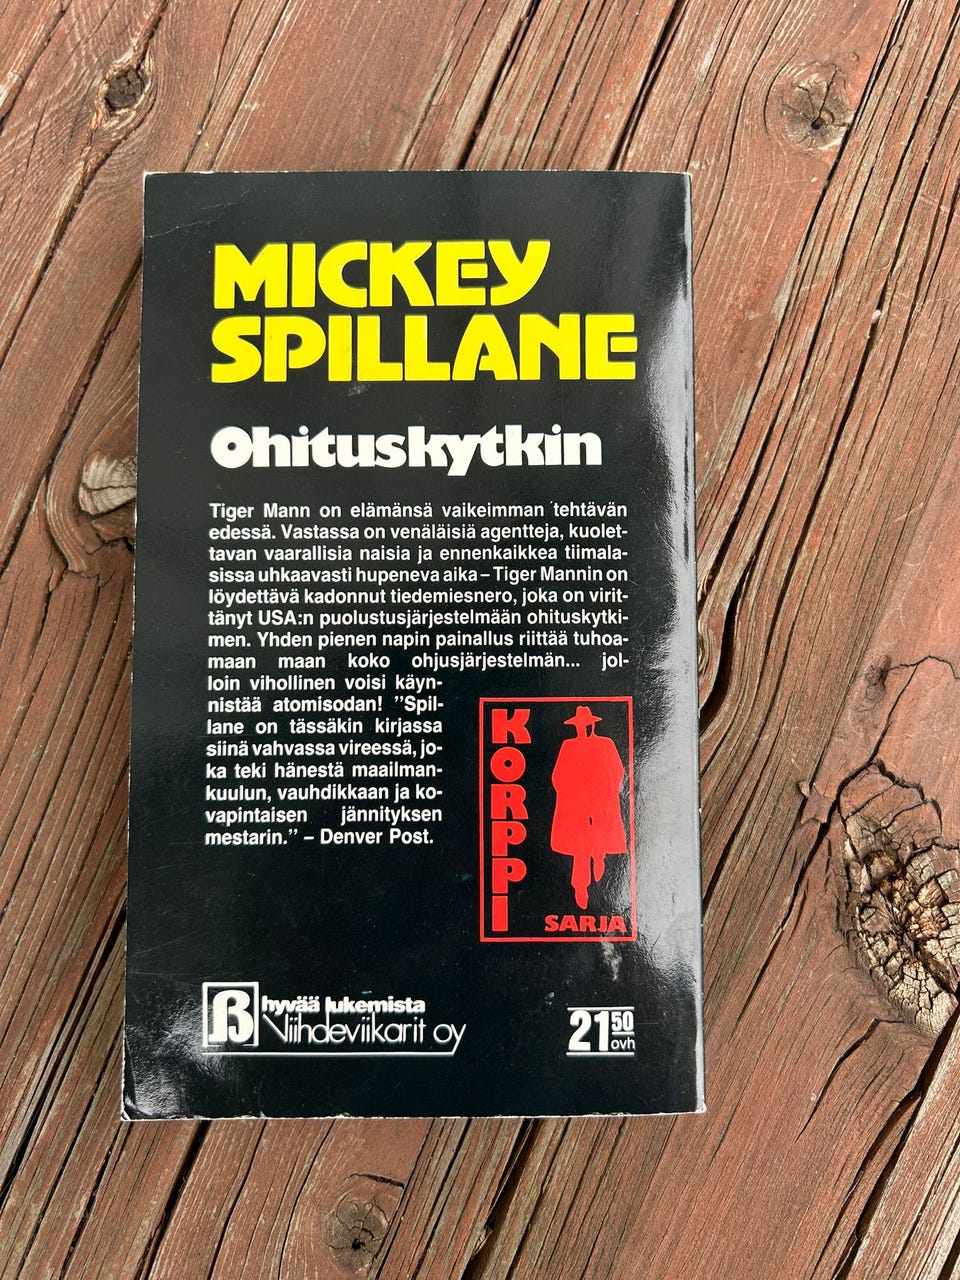 MICKEY
SPILLANE
Ohituskytkin
Tiger Mann on elämänsä vaikeimman tehtävän
edessä. Vastassa on venäläisiä agentteja, kuolet-
tavan vaarallisia naisia ja ennenkaikkea tiimala-
sissa uhkaavasti hupeneva aika – Tiger Mannin on
löydettävä kadonnut tiedemiesnero, joka on virit-
tänyt USA:n puolustusjärjestelmään ohituskytki-
men. Yhden pienen napin painallus riittää tuhoa-
maan maan koko ohjusjärjestelmän... jol-
loin vihollinen voisi käyn-
nistää atomisodan! ”Spil-
lane on tässäkin kirjassa
siinä vahvassa vireessä, jo-
ka teki hänestä maailman-
kuulun, vauhdikkaan ja ko-
vapintaisen jännityksen
mestarin.” – Denver Post.
KORPPI
SARJA
ß hyvää lukemista
Viihdeviikarit oy
21 50
ovh